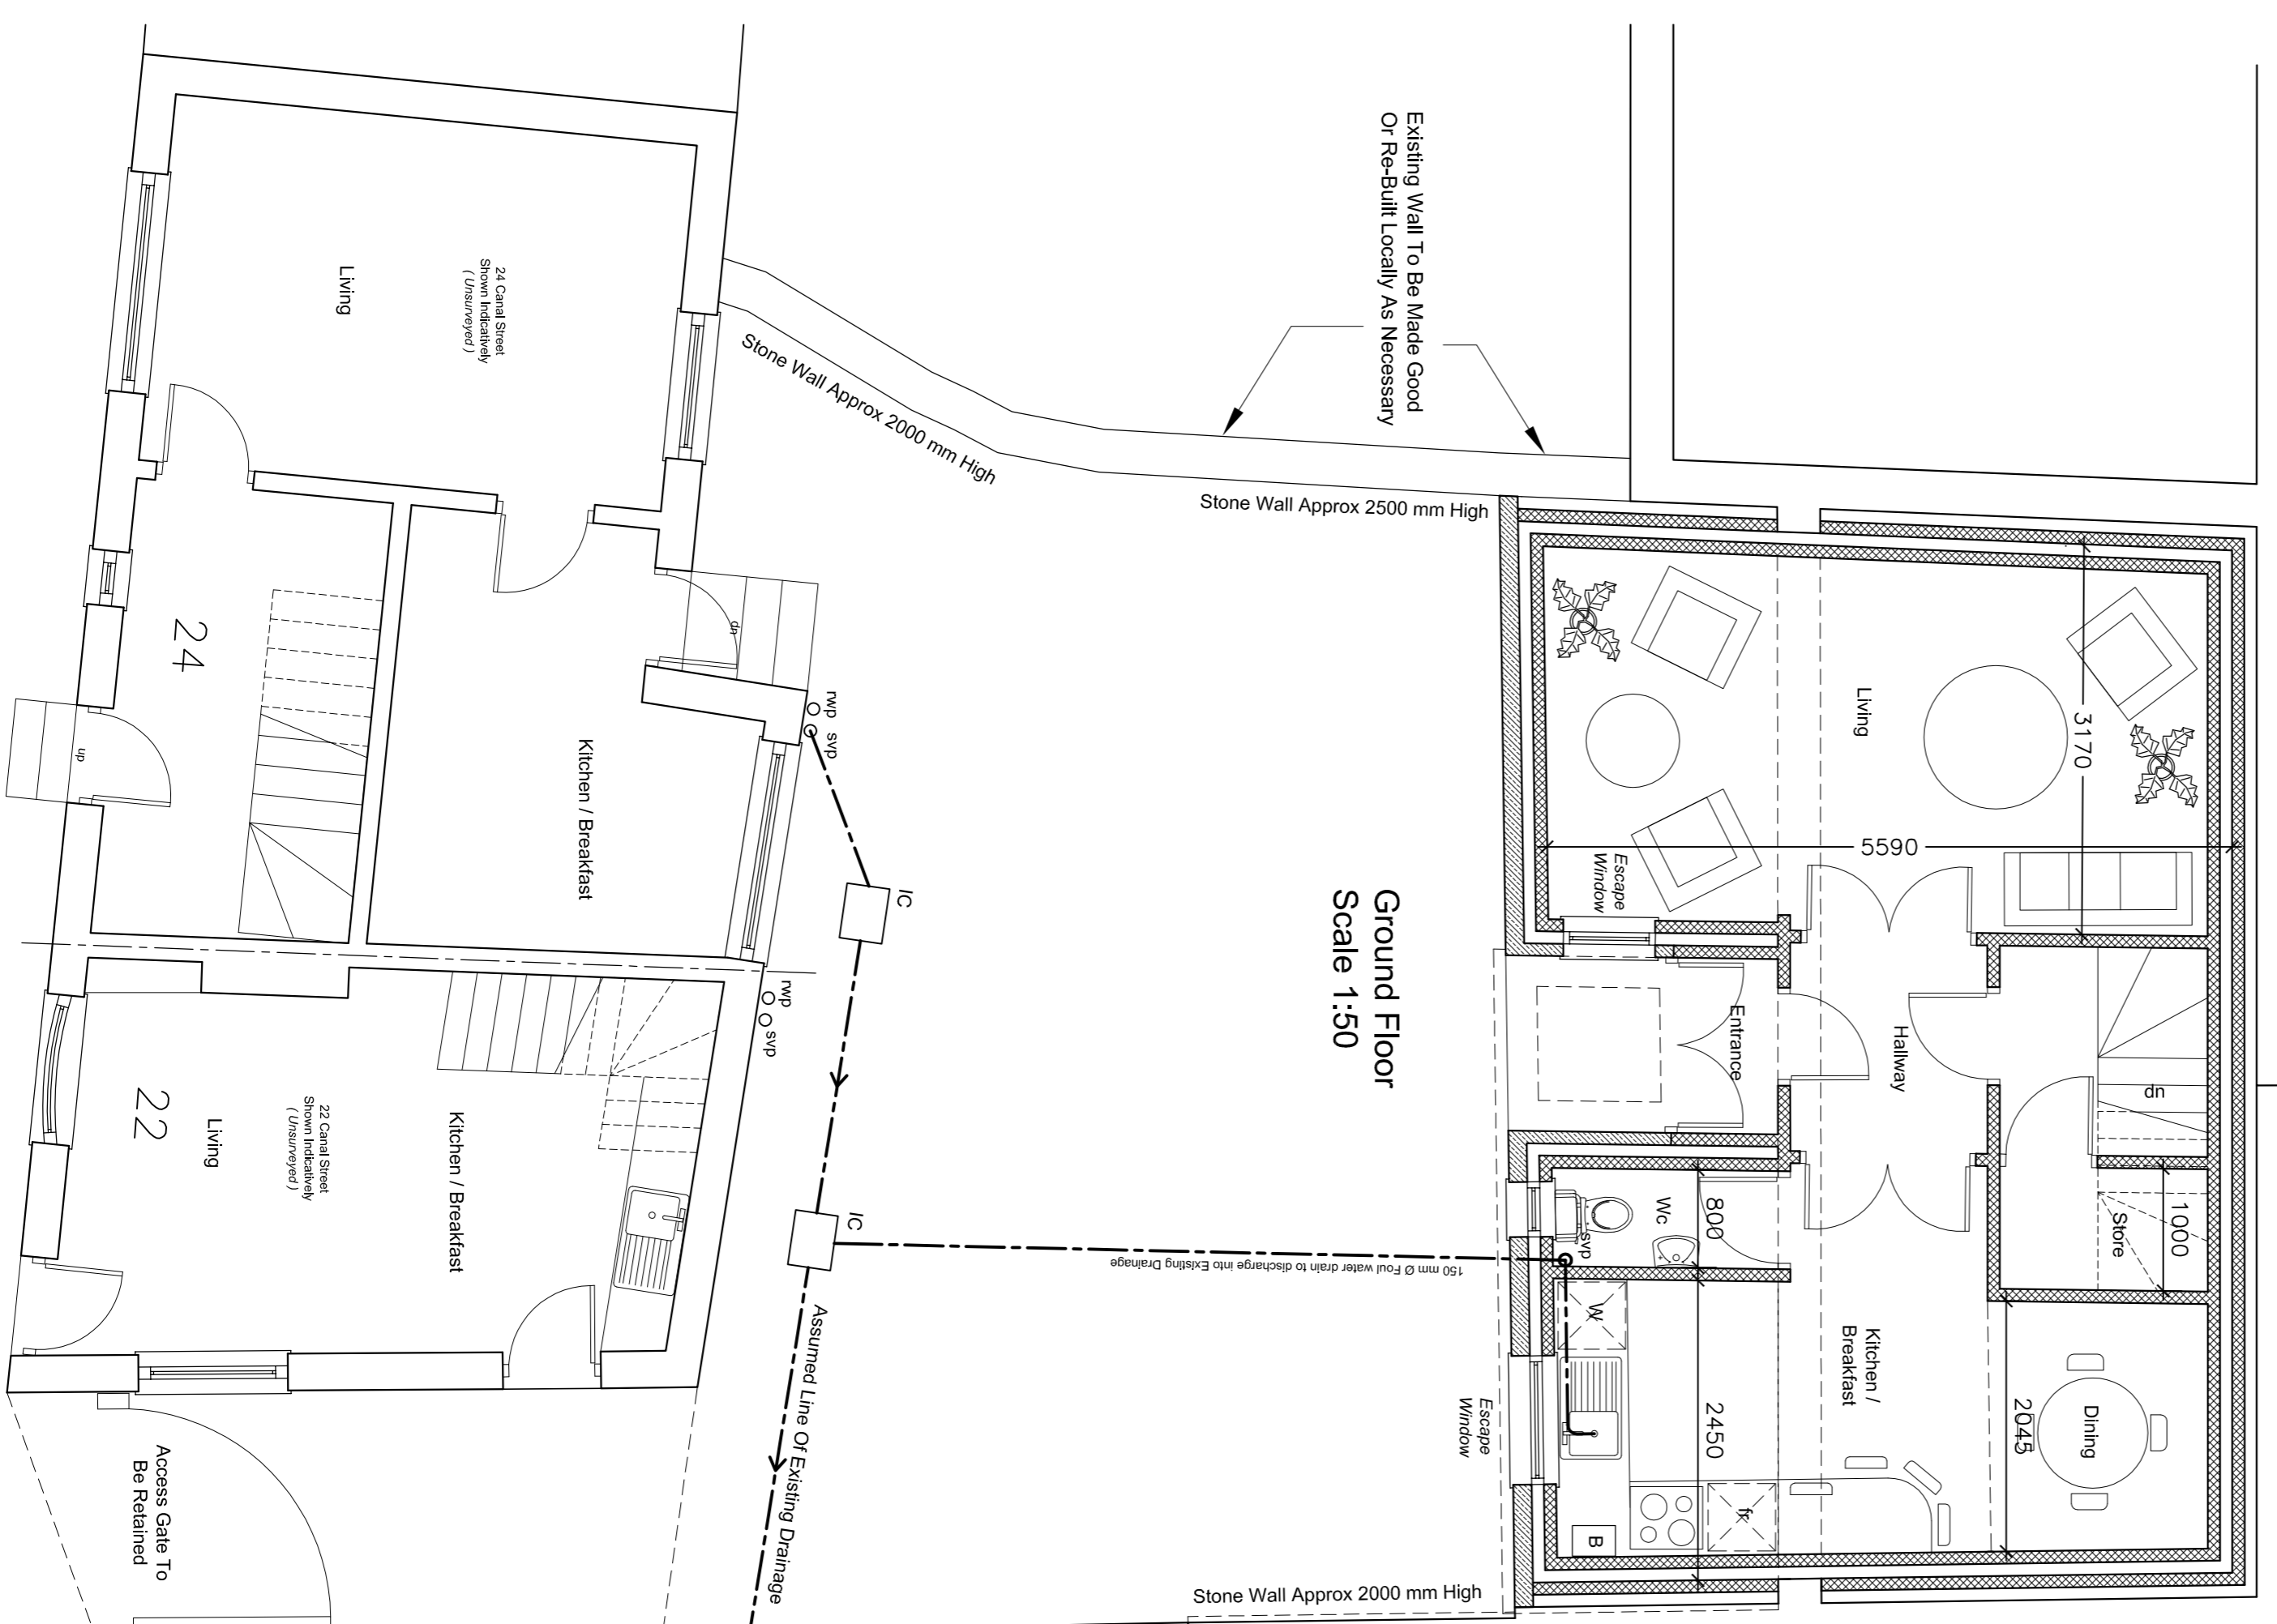 Existing Wall To Be Made Good
Or Re-Built Locally As Necessary
Stone Wall Approx 2000 mm High
Stone Wall Approx 2500 mm High
24 Canal Street
Shown Indicatively
( Unsurveyed )
Living
24
up
dn
Kitchen / Breakfast
rwp
svp
IC
rwp
svp
IC
22
Living
22 Canal Street
Shown Indicatively
( Unsurveyed )
Kitchen / Breakfast
Assumed Line Of Existing Drainage
Access Gate To
Be Retained
150 mm Ø Foul water drain to discharge into Existing Drainage
Ground Floor
Scale 1:50
Living
3170
5590
Escape
Window
Entrance
Hallway
dn
Store
1000
Wc
800
svp
W
Kitchen /
Breakfast
2450
2045
Dining
fr
B
Escape
Window
Stone Wall Approx 2000 mm High